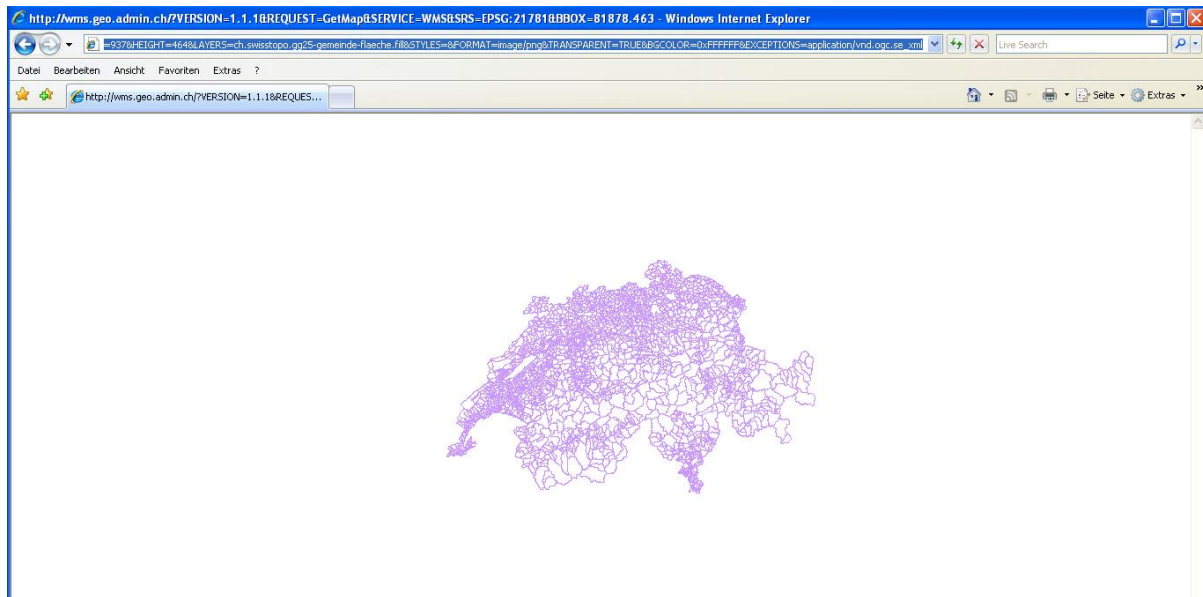 http://wms.geo.admin.ch/?VERSION=1.1.1&REQUEST=GetMap&SERVICE=WMS&SRS=EPSG:21781&BBOX=81878.463 - Windows Internet Explorer
=937&HEIGHT=464&LAYERS=ch.swisstopo.gg25-gemeinde-flaeche.fill&STYLES=&FORMAT=image/png&TRANSPARENT=TRUE&BGCOLOR=0xFFFFFF&EXCEPTIONS=application/vnd.ogc.se_xml
Live Search
Datei Bearbeiten Ansicht Favoriten Extras ?
http://wms.geo.admin.ch/?VERSION=1.1.1&REQUES...
Seite Extras